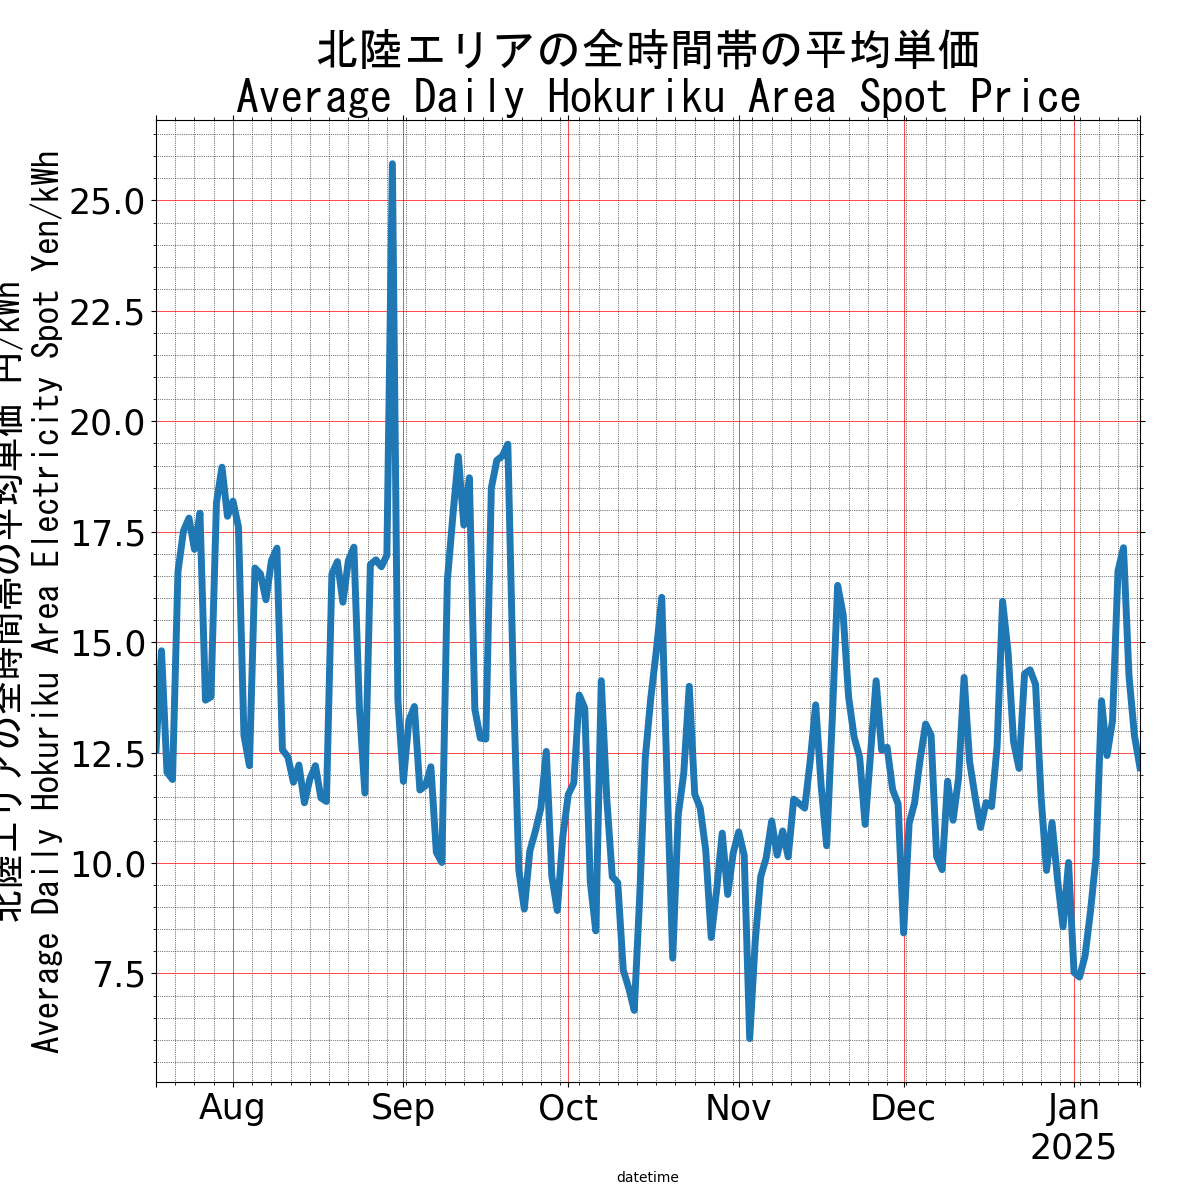 北陸エリアの全時間帯の平均単価
Average Daily Hokuriku Area Spot Price
北陸エリアの全時間帯の平均単価 円/kWh
Average Daily Hokuriku Area Electricity Spot Yen/kWh
25.0
22.5
20.0
17.5
15.0
12.5
10.0
7.5
Aug
Sep
Oct
Nov
Dec
Jan
2025
datetime